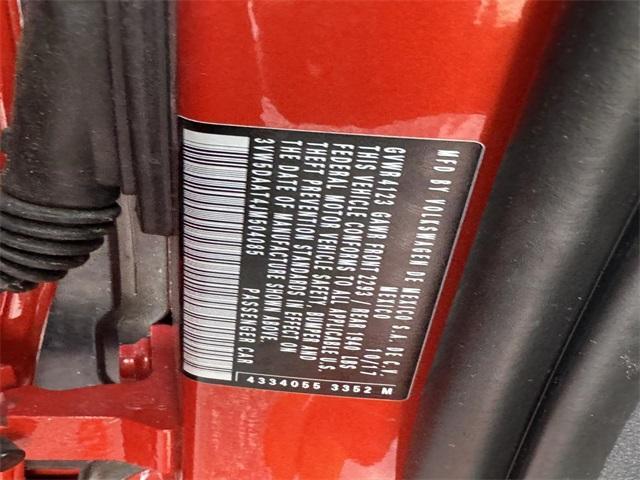 MFD BY VOLKSWAGEN DE MEXICO S.A. DE C.V.
MEXICO 10/17
GVWR 4123 GAWR FRONT 2293 / REAR 1940 LBS
THIS VEHICLE CONFORMS TO ALL APPLICABLE U.S.
FEDERAL MOTOR VEHICLE SAFETY, BUMPER AND
THEFT PREVENTION STANDARDS IN EFFECT ON
THE DATE OF MANUFACTURE SHOWN ABOVE.
PASSENGER CAR
4334055 3352 M